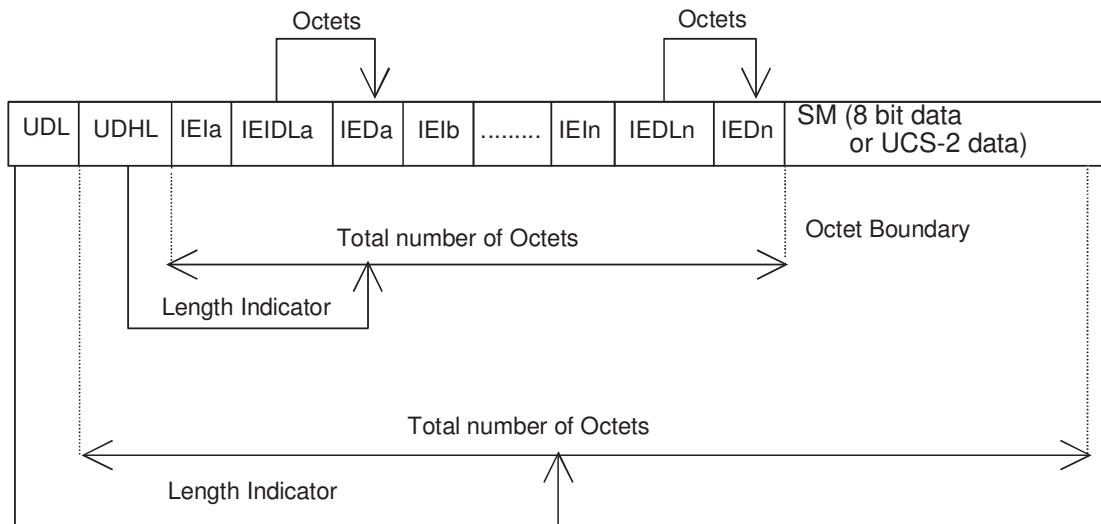 Octets Octets
UDL UDHL IEIa IEIDLa IEDa IEIb ......... IEIn IEDLn IEDn SM (8 bit data
or UCS-2 data)
Octet Boundary
Total number of Octets
Length Indicator
Total number of Octets
Length Indicator